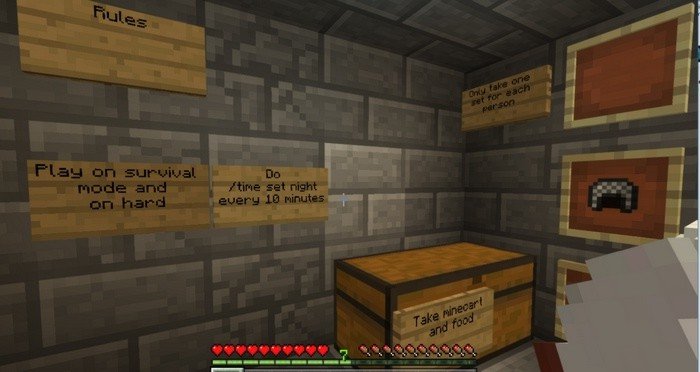 Rules
Play on survival
mode and
on hard
Do
/time set night
every 10 minutes
Only take one
set for each
person
Take minecart
and food
7